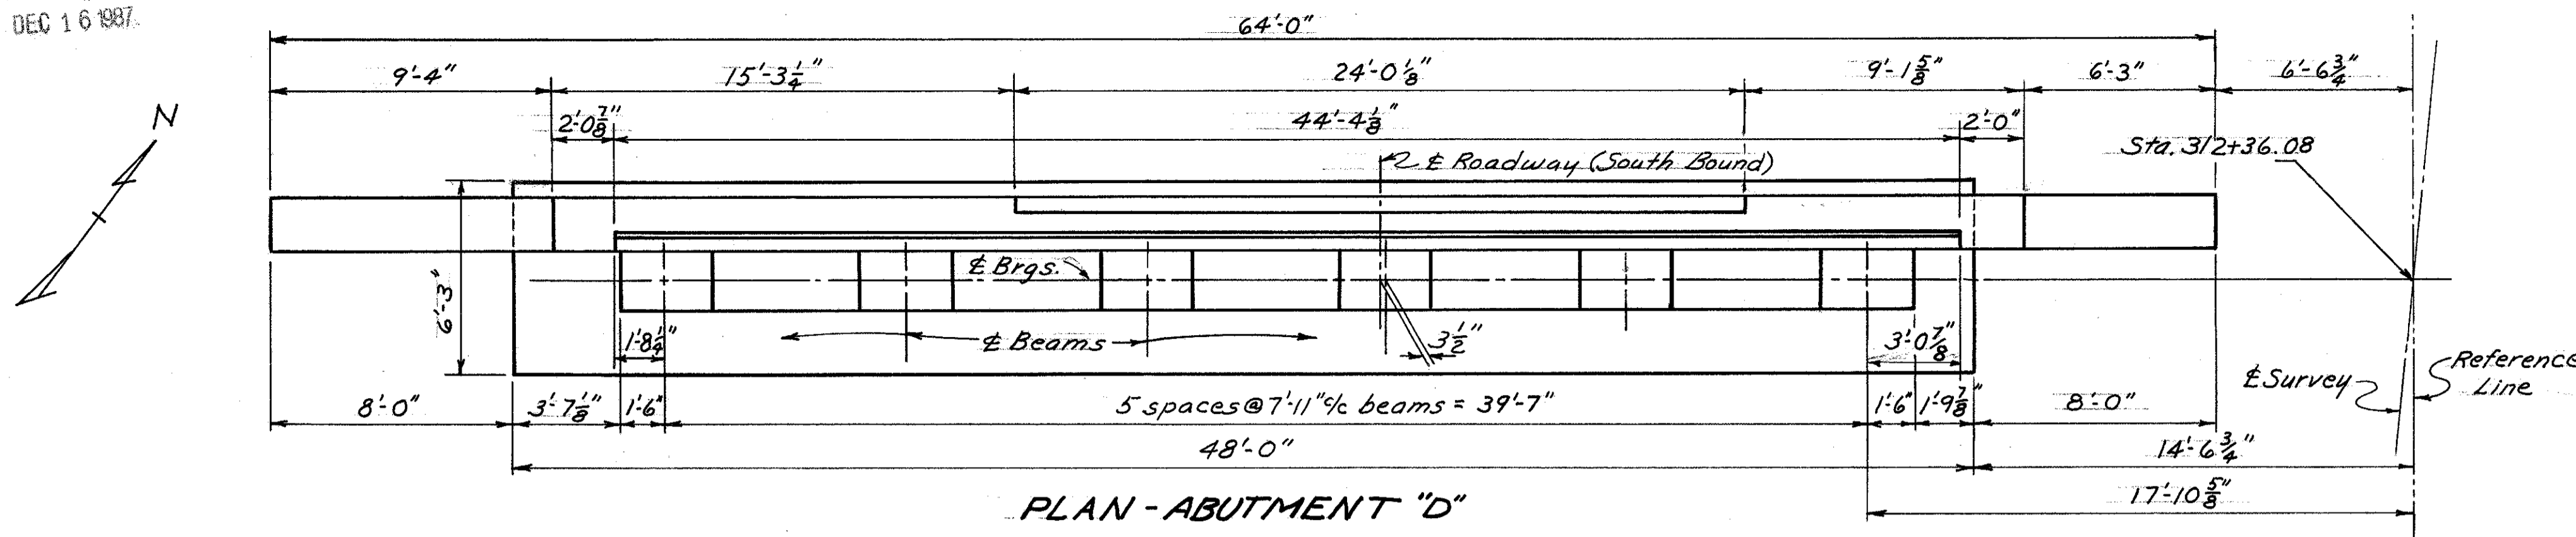 DEC 16 1987
64'-0"
9'-4" 15'-3 1/4" 24'-0 1/8" 9'-1 5/8" 6'-3" 6'-6 3/4"
N
2'-0 7/8" 44'-4 1/8" 2'-0"
Sta. 312+36.08
℄ Roadway (South Bound)
℄ Brgs.
6'-3"
1'-8 1/4" ℄ Beams 3 1/2" 3'-0 7/8"
℄ Survey Reference
Line
8'-0" 3'-7 1/8" 1'-6" 5 spaces @ 7'-11" c/c beams = 39'-7" 1'-6" 1'-9 7/8" 8'-0"
48'-0" 14'-6 3/4"
17'-10 5/8"
PLAN - ABUTMENT "D"